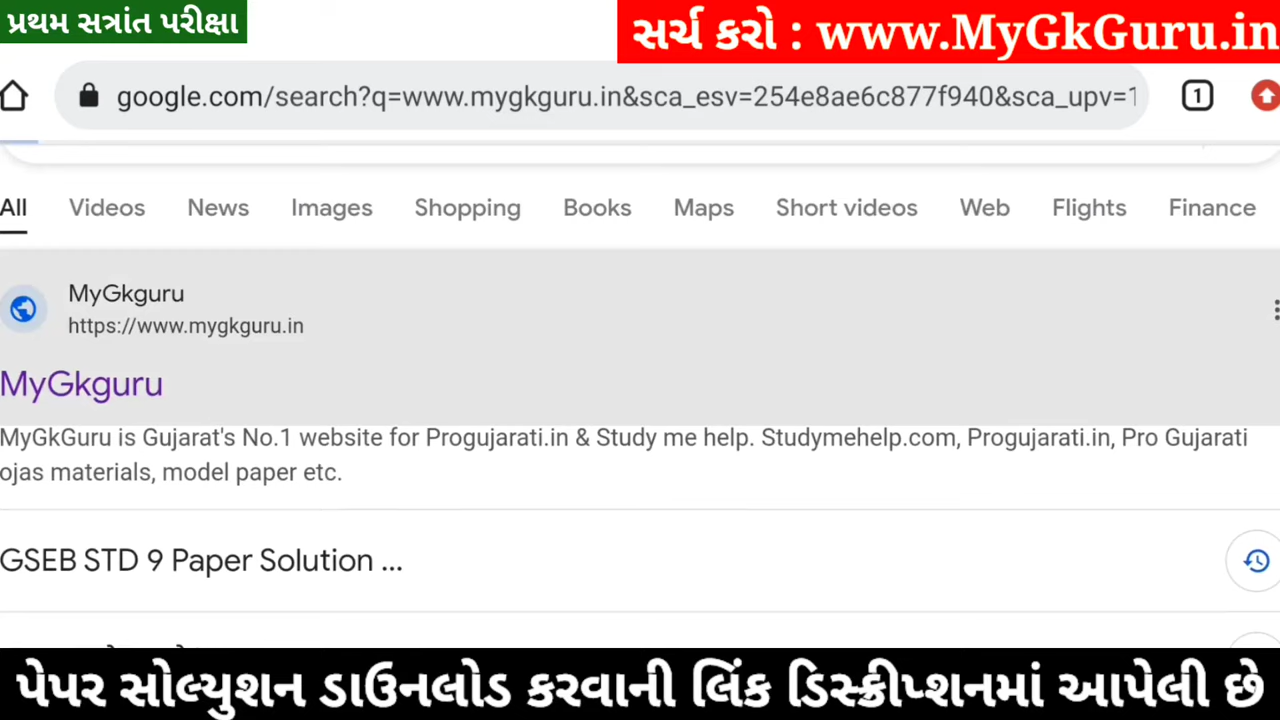 પ્રથમ સત્રાંત પરીક્ષા
સર્ચ કરો : www.MyGkGuru.in
google.com/search?q=www.mygkguru.in&sca_esv=254e8ae6c877f940&sca_upv=1
1
All Videos News Images Shopping Books Maps Short videos Web Flights Finance
MyGkguru
https://www.mygkguru.in
MyGkguru
MyGkGuru is Gujarat's No.1 website for Progujarati.in & Study me help. Studymehelp.com, Progujarati.in, Pro Gujarati
ojas materials, model paper etc.
GSEB STD 9 Paper Solution ...
પેપર સોલ્યુશન ડાઉનલોડ કરવાની લિંક ડિસ્ક્રીપ્શનમાં આપેલી છે